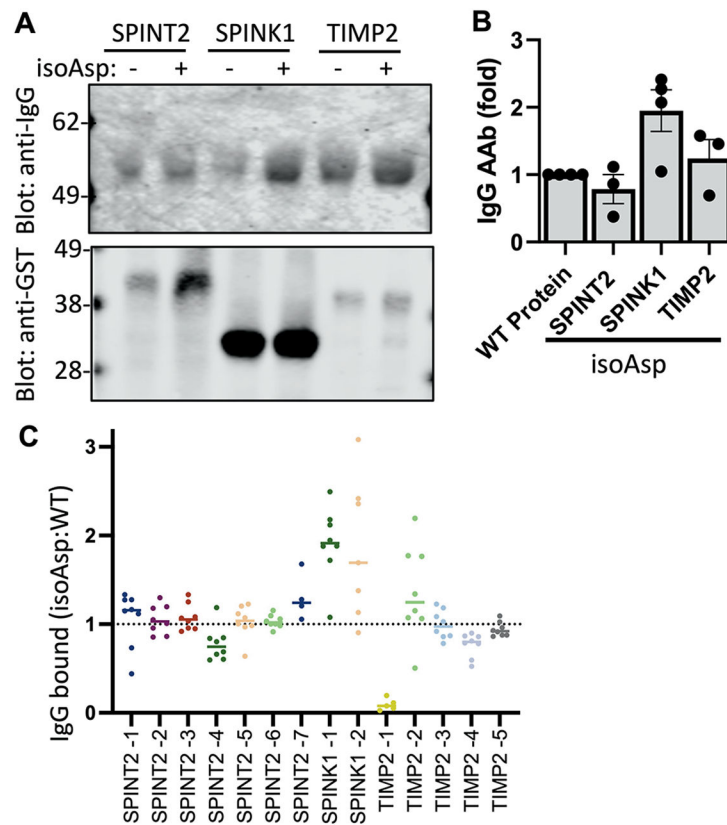 A
SPINT2 SPINK1 TIMP2
isoAsp: - + - + - +
Blot: anti-IgG
62-
49-
Blot: anti-GST
49-
38-
28-
B
IgG AAb (fold)
3
2
1
0
WT Protein
SPINT2
SPINK1
TIMP2
isoAsp
C
IgG bound (isoAsp:WT)
3
2
1
0
SPINT2 -1
SPINT2 -2
SPINT2 -3
SPINT2 -4
SPINT2 -5
SPINT2 -6
SPINT2 -7
SPINK1 -1
SPINK1 -2
TIMP2 -1
TIMP2 -2
TIMP2 -3
TIMP2 -4
TIMP2 -5